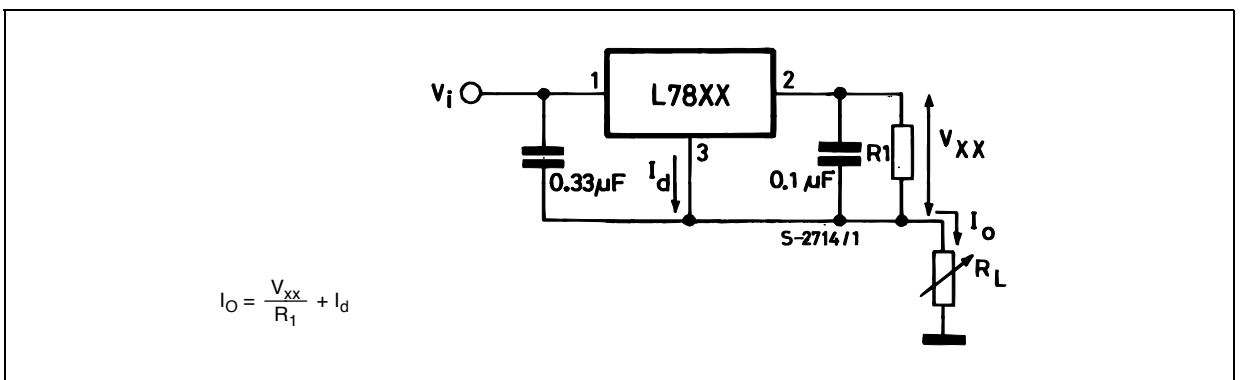 Vi
1
L78XX
2
3
Id
0.33µF
0.1µF
R1
VXX
S-2714/1
Io
RL
IO = Vxx / R1 + Id